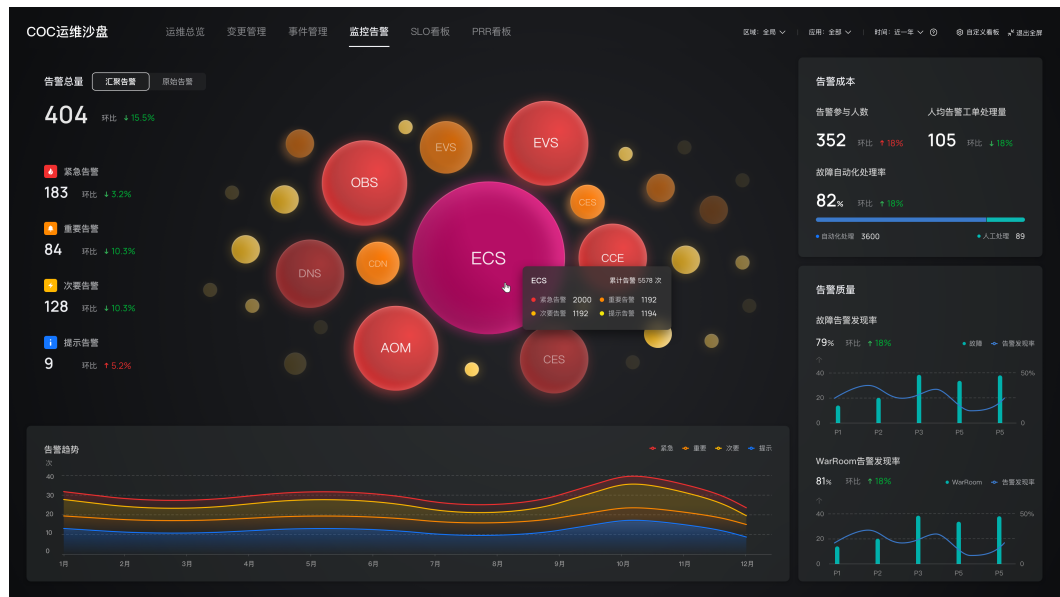 COC运维沙盘
运维总览 变更管理 事件管理 监控告警 SLO看板 PRR看板
区域: 全局 应用: 全部 时间: 近一年 自定义看板 退出全屏
告警总量 汇聚告警 原始告警
404 环比 ↓15.5%
紧急告警
183 环比 ↓3.2%
重要告警
84 环比 ↓10.3%
次要告警
128 环比 ↓10.3%
提示告警
9 环比 ↑5.2%
EVS
EVS
OBS
CES
ECS
CCE
DNS
CDN
AOM
CES
ECS 累计告警 5578 次
紧急告警 2000 重要告警 1192
次要告警 1192 提示告警 1194
告警趋势
紧急 重要 次要 提示
次
40
30
20
10
0
1月 2月 3月 4月 5月 6月 7月 8月 9月 10月 11月 12月
告警成本
告警参与人数 人均告警工单处理量
352 环比 ↑18% 105 环比 ↓18%
故障自动化处理率
82% 环比 ↑18%
自动化处理 3600 人工处理 89
告警质量
故障告警发现率
79% 环比 ↑18% 故障 告警发现率
个
40 50%
20
0 0
P1 P2 P3 P5 P5
WarRoom告警发现率
81% 环比 ↑18% WarRoom 告警发现率
个
40 50%
20
0 0
P1 P2 P3 P5 P5